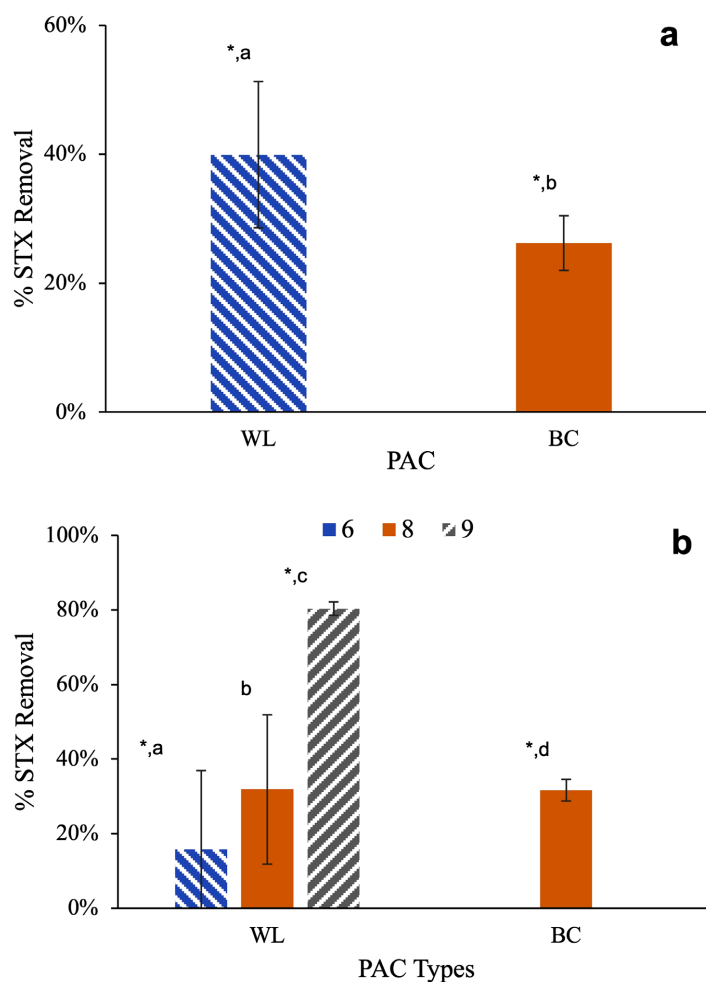 60%
a
*,a
40%
*,b
20%
0%
% STX Removal
WL
BC
PAC
100%
6
8
9
b
*,c
80%
60%
b
*,a
40%
*,d
20%
0%
% STX Removal
WL
BC
PAC Types